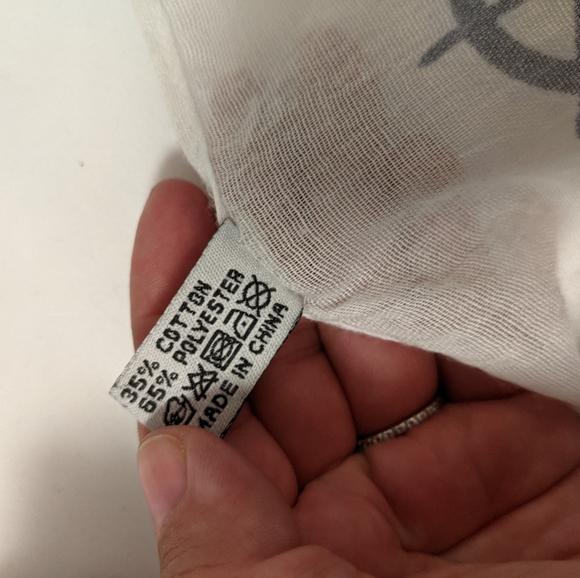 35% COTTON
65% POLYESTER
MADE IN CHINA